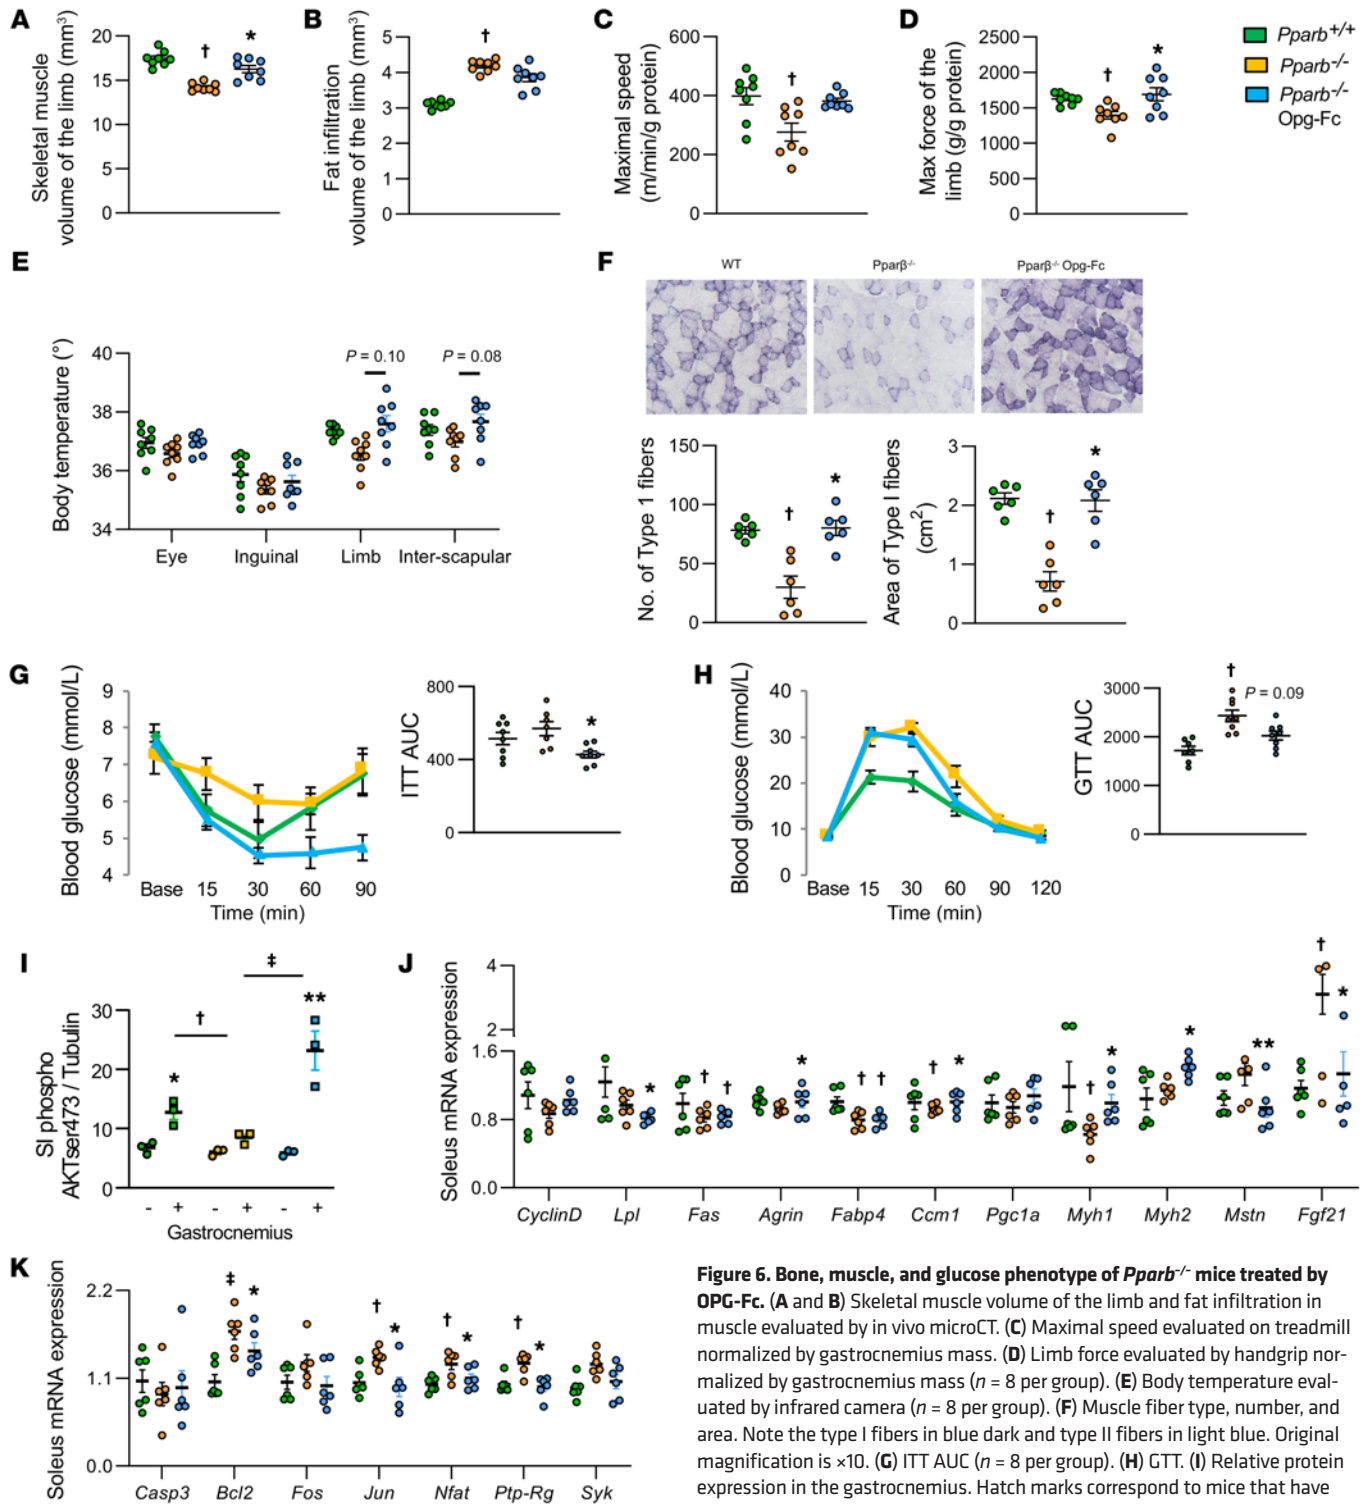 A
Skeletal muscle
volume of the limb (mm³)
20
15
10
5
0
†
*
B
Fat infiltration
volume of the limb (mm³)
5
4
3
2
1
0
†
C
Maximal speed
(m/min/g protein)
600
400
200
0
†
D
Max force of the
limb (g/g protein)
2500
2000
1500
1000
500
0
†
*
Pparb+/+
Pparb-/-
Pparb-/-
Opg-Fc
E
Body temperature (°)
40
38
36
34
P = 0.10
P = 0.08
Eye Inguinal Limb Inter-scapular
F
WT
Pparβ-/-
Pparβ-/- Opg-Fc
No. of Type 1 fibers
150
100
50
0
†
*
Area of Type I fibers
(cm²)
3
2
1
0
†
*
G
Blood glucose (mmol/L)
9
8
7
6
5
4
Base 15 30 60 90
Time (min)
ITT AUC
800
400
0
*
H
Blood glucose (mmol/L)
40
30
20
10
0
Base 15 30 60 90 120
Time (min)
GTT AUC
3000
2000
1000
0
†
P = 0.09
I
SI phospho
AKTser473 / Tubulin
30
20
10
0
*
†
‡
**
- + - + - +
Gastrocnemius
J
Soleus mRNA expression
4
2
1.6
0.8
0.0
* † † * † † † * † * * ** † *
CyclinD Lpl Fas Agrin Fabp4 Ccm1 Pgc1a Myh1 Myh2 Mstn Fgf21
K
Soleus mRNA expression
2.2
1.1
0.0
‡ * † * † * † *
Casp3 Bcl2 Fos Jun Nfat Ptp-Rg Syk
Figure 6. Bone, muscle, and glucose phenotype of Pparb-/- mice treated by
OPG-Fc. (A and B) Skeletal muscle volume of the limb and fat infiltration in
muscle evaluated by in vivo microCT. (C) Maximal speed evaluated on treadmill
normalized by gastrocnemius mass. (D) Limb force evaluated by handgrip nor-
malized by gastrocnemius mass (n = 8 per group). (E) Body temperature eval-
uated by infrared camera (n = 8 per group). (F) Muscle fiber type, number, and
area. Note the type I fibers in blue dark and type II fibers in light blue. Original
magnification is ×10. (G) ITT AUC (n = 8 per group). (H) GTT. (I) Relative protein
expression in the gastrocnemius. Hatch marks correspond to mice that have